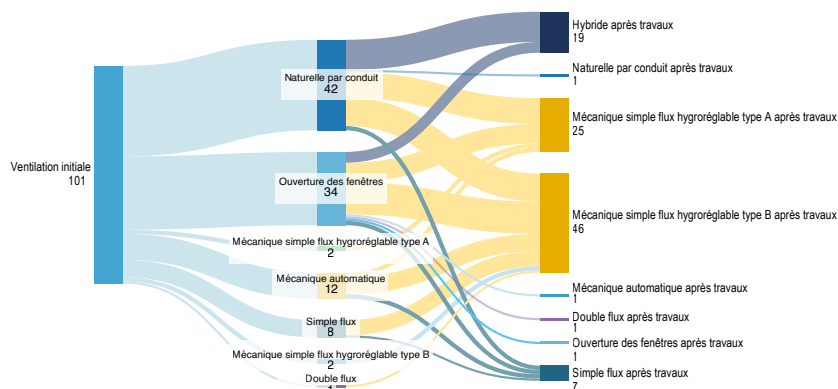 Ventilation initiale
101
Naturelle par conduit
42
Ouverture des fenêtres
34
Mécanique simple flux hygroréglable type A
2
Mécanique automatique
12
Simple flux
8
Mécanique simple flux hygroréglable type B
2
Double flux
1
Hybride après travaux
19
Naturelle par conduit après travaux
1
Mécanique simple flux hygroréglable type A après travaux
25
Mécanique simple flux hygroréglable type B après travaux
46
Mécanique automatique après travaux
1
Double flux après travaux
1
Ouverture des fenêtres après travaux
1
Simple flux après travaux
7